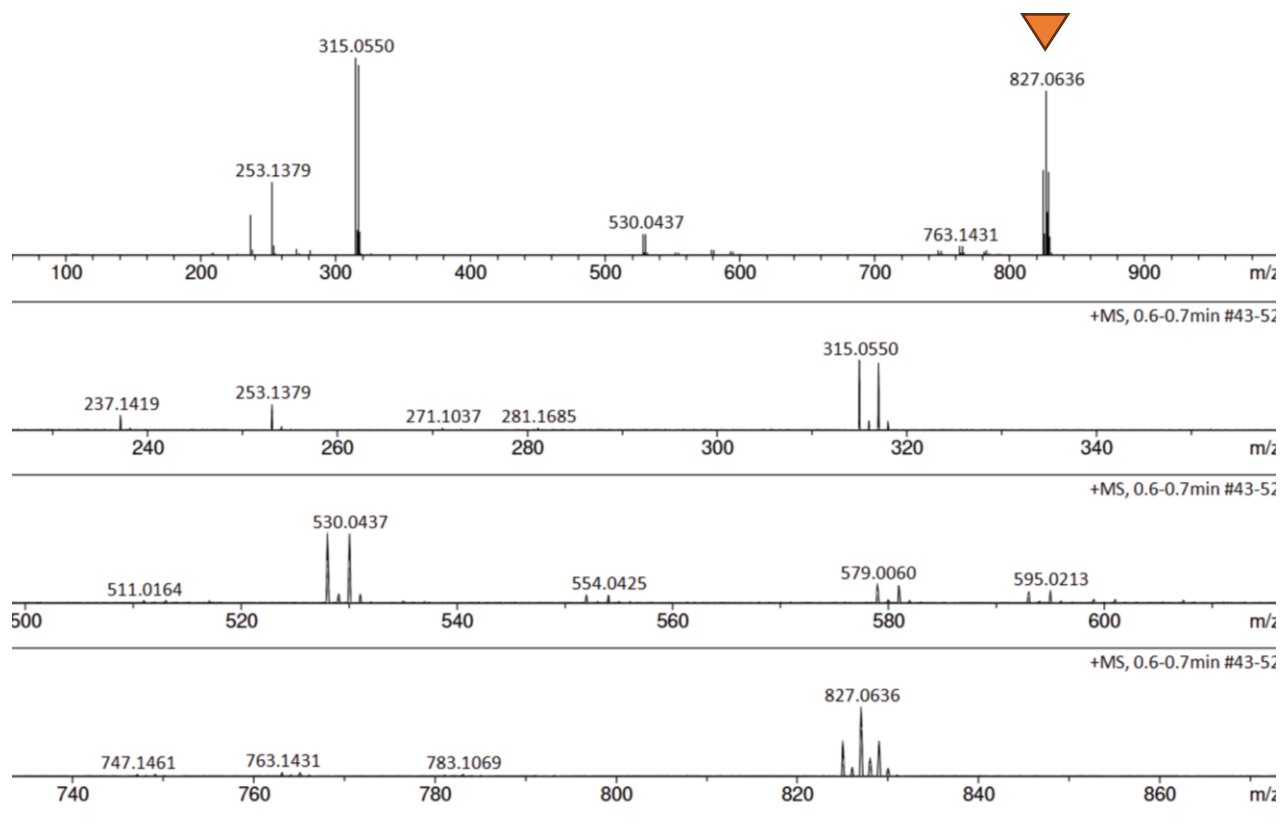 315.0550
827.0636
253.1379
530.0437
763.1431
100 200 300 400 500 600 700 800 900 m/z
+MS, 0.6-0.7min #43-52
315.0550
237.1419
253.1379
271.1037
281.1685
240 260 280 300 320 340 m/z
+MS, 0.6-0.7min #43-52
530.0437
511.0164
554.0425
579.0060
595.0213
500 520 540 560 580 600 m/z
+MS, 0.6-0.7min #43-52
827.0636
747.1461
763.1431
783.1069
740 760 780 800 820 840 860 m/z